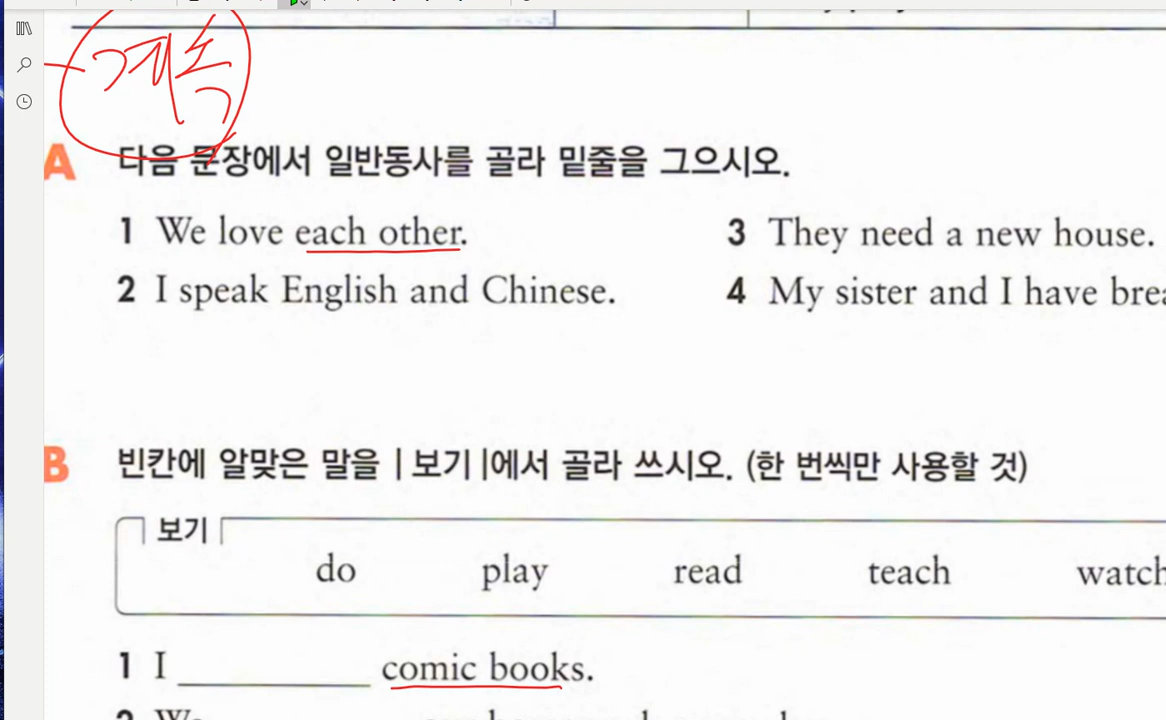 계속
A 다음 문장에서 일반동사를 골라 밑줄을 그으시오.
1 We love each other.
2 I speak English and Chinese.
3 They need a new house.
4 My sister and I have brea
B 빈칸에 알맞은 말을 | 보기 |에서 골라 쓰시오. (한 번씩만 사용할 것)
보기
do play read teach watch
1 I __________ comic books.
2 We